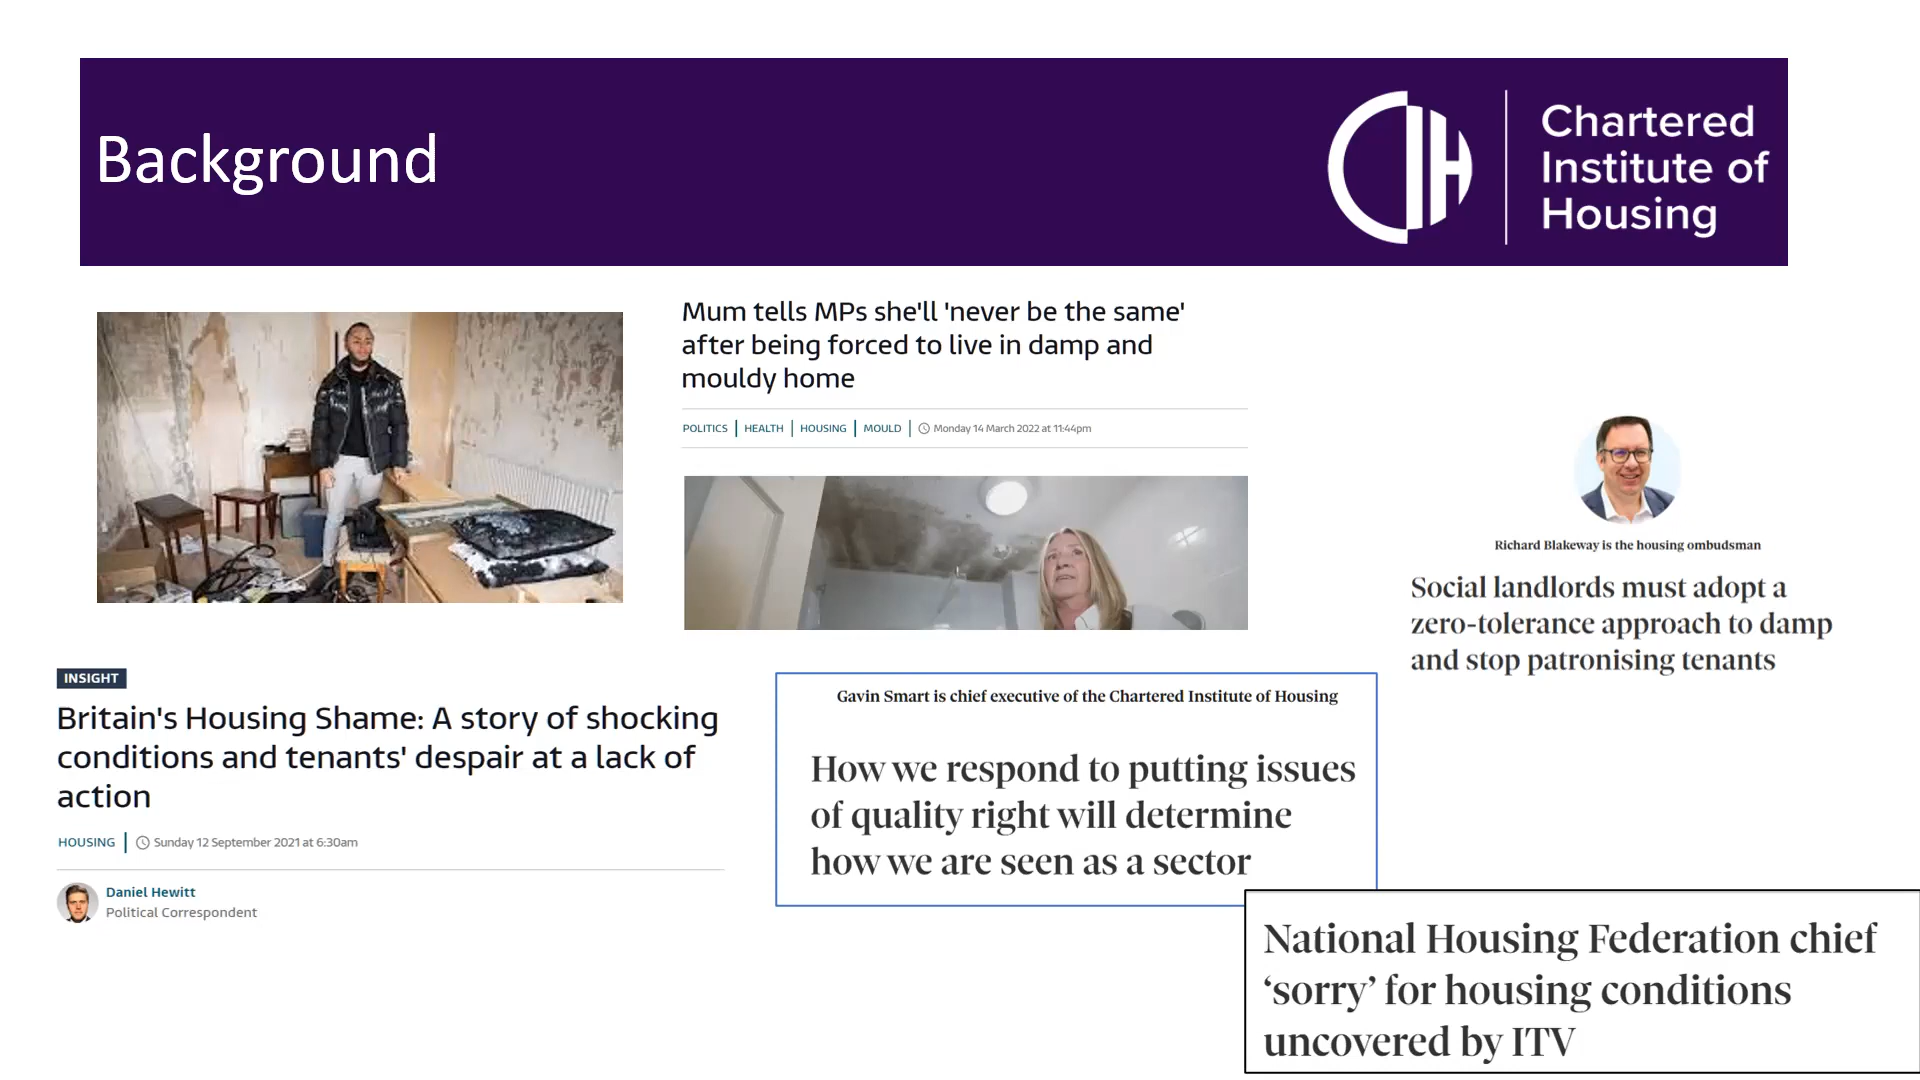 Background
Chartered
Institute of
Housing
Mum tells MPs she'll 'never be the same'
after being forced to live in damp and
mouldy home
POLITICS HEALTH HOUSING MOULD Monday 14 March 2022 at 11:44pm
Richard Blakeway is the housing ombudsman
Social landlords must adopt a
zero-tolerance approach to damp
and stop patronising tenants
INSIGHT
Britain's Housing Shame: A story of shocking
conditions and tenants' despair at a lack of
action
HOUSING Sunday 12 September 2021 at 6:30am
Daniel Hewitt
Political Correspondent
Gavin Smart is chief executive of the Chartered Institute of Housing
How we respond to putting issues
of quality right will determine
how we are seen as a sector
National Housing Federation chief
‘sorry’ for housing conditions
uncovered by ITV